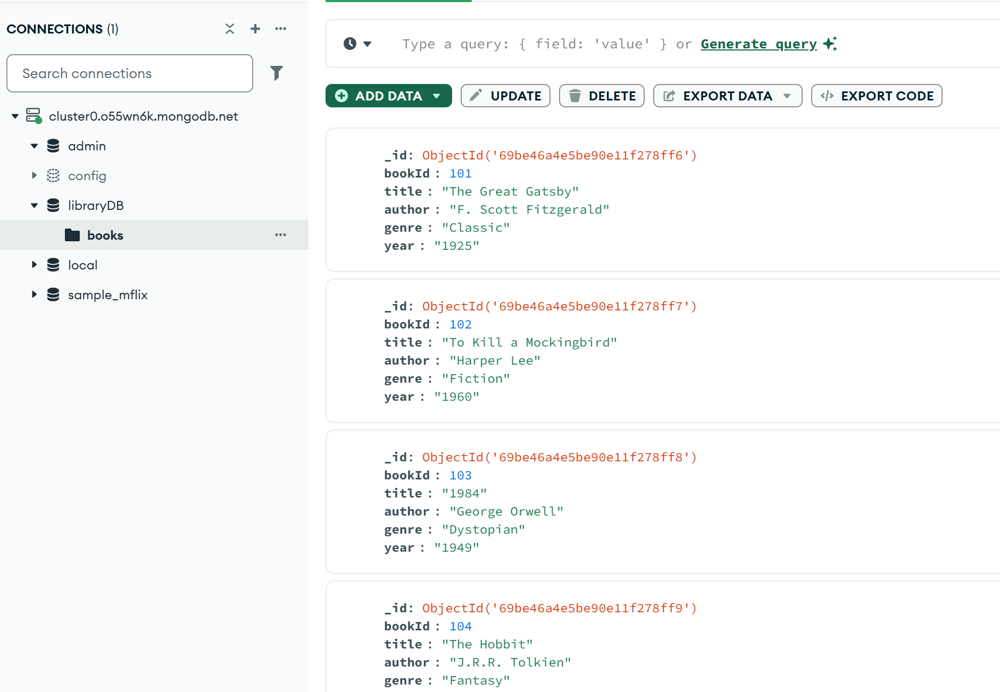 CONNECTIONS (1)
Search connections
cluster0.o55wn6k.mongodb.net
admin
config
libraryDB
books
local
sample_mflix
Type a query: { field: 'value' } or Generate query
ADD DATA
UPDATE
DELETE
EXPORT DATA
EXPORT CODE
_id: ObjectId('69be46a4e5be90e11f278ff6')
bookId : 101
title : "The Great Gatsby"
author : "F. Scott Fitzgerald"
genre : "Classic"
year : "1925"
_id: ObjectId('69be46a4e5be90e11f278ff7')
bookId : 102
title : "To Kill a Mockingbird"
author : "Harper Lee"
genre : "Fiction"
year : "1960"
_id: ObjectId('69be46a4e5be90e11f278ff8')
bookId : 103
title : "1984"
author : "George Orwell"
genre : "Dystopian"
year : "1949"
_id: ObjectId('69be46a4e5be90e11f278ff9')
bookId : 104
title : "The Hobbit"
author : "J.R.R. Tolkien"
genre : "Fantasy"